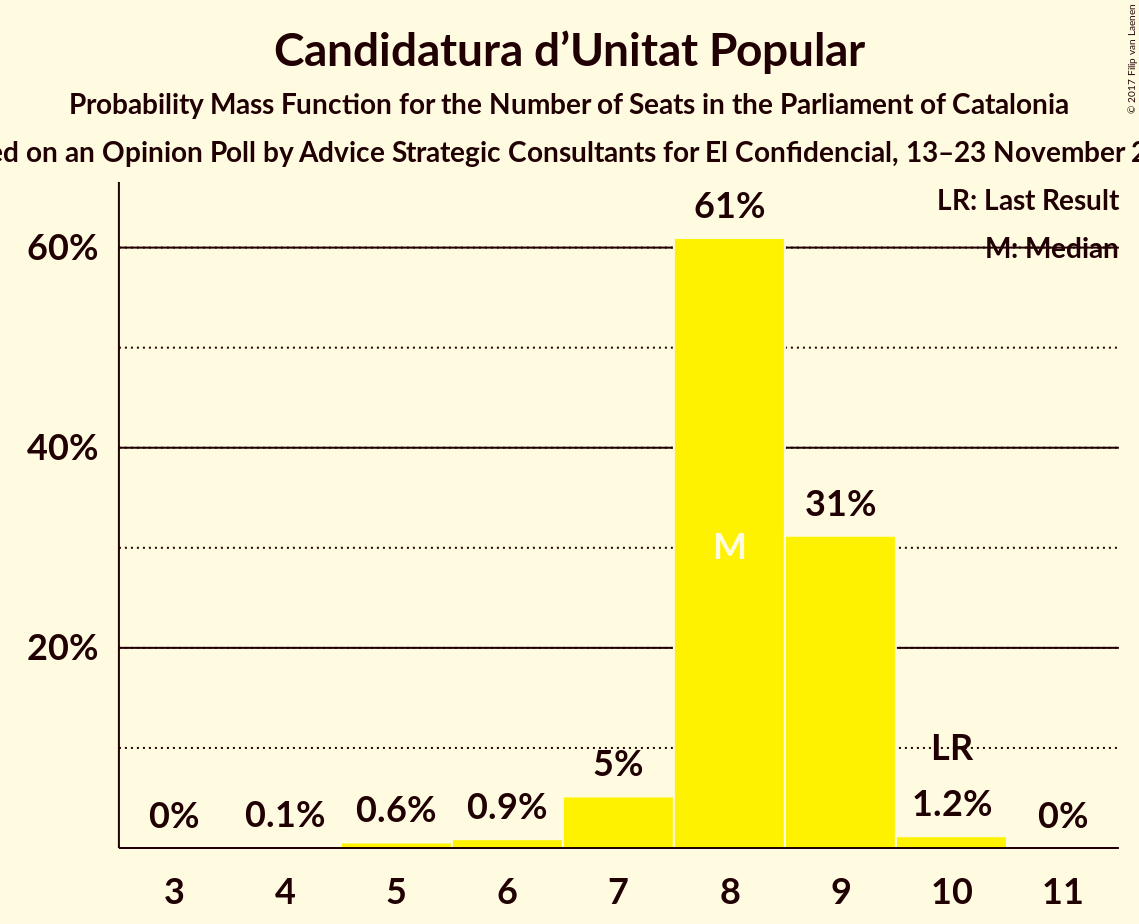 Candidatura d’Unitat Popular
Probability Mass Function for the Number of Seats in the Parliament of Catalonia
on an Opinion Poll by Advice Strategic Consultants for El Confidencial, 13–23 November
© 2017 Filip van Laenen
LR: Last Result
M: Median
60%
40%
20%
0%
0.1%
0.6%
0.9%
5%
61%
M
31%
LR
1.2%
0%
3 4 5 6 7 8 9 10 11